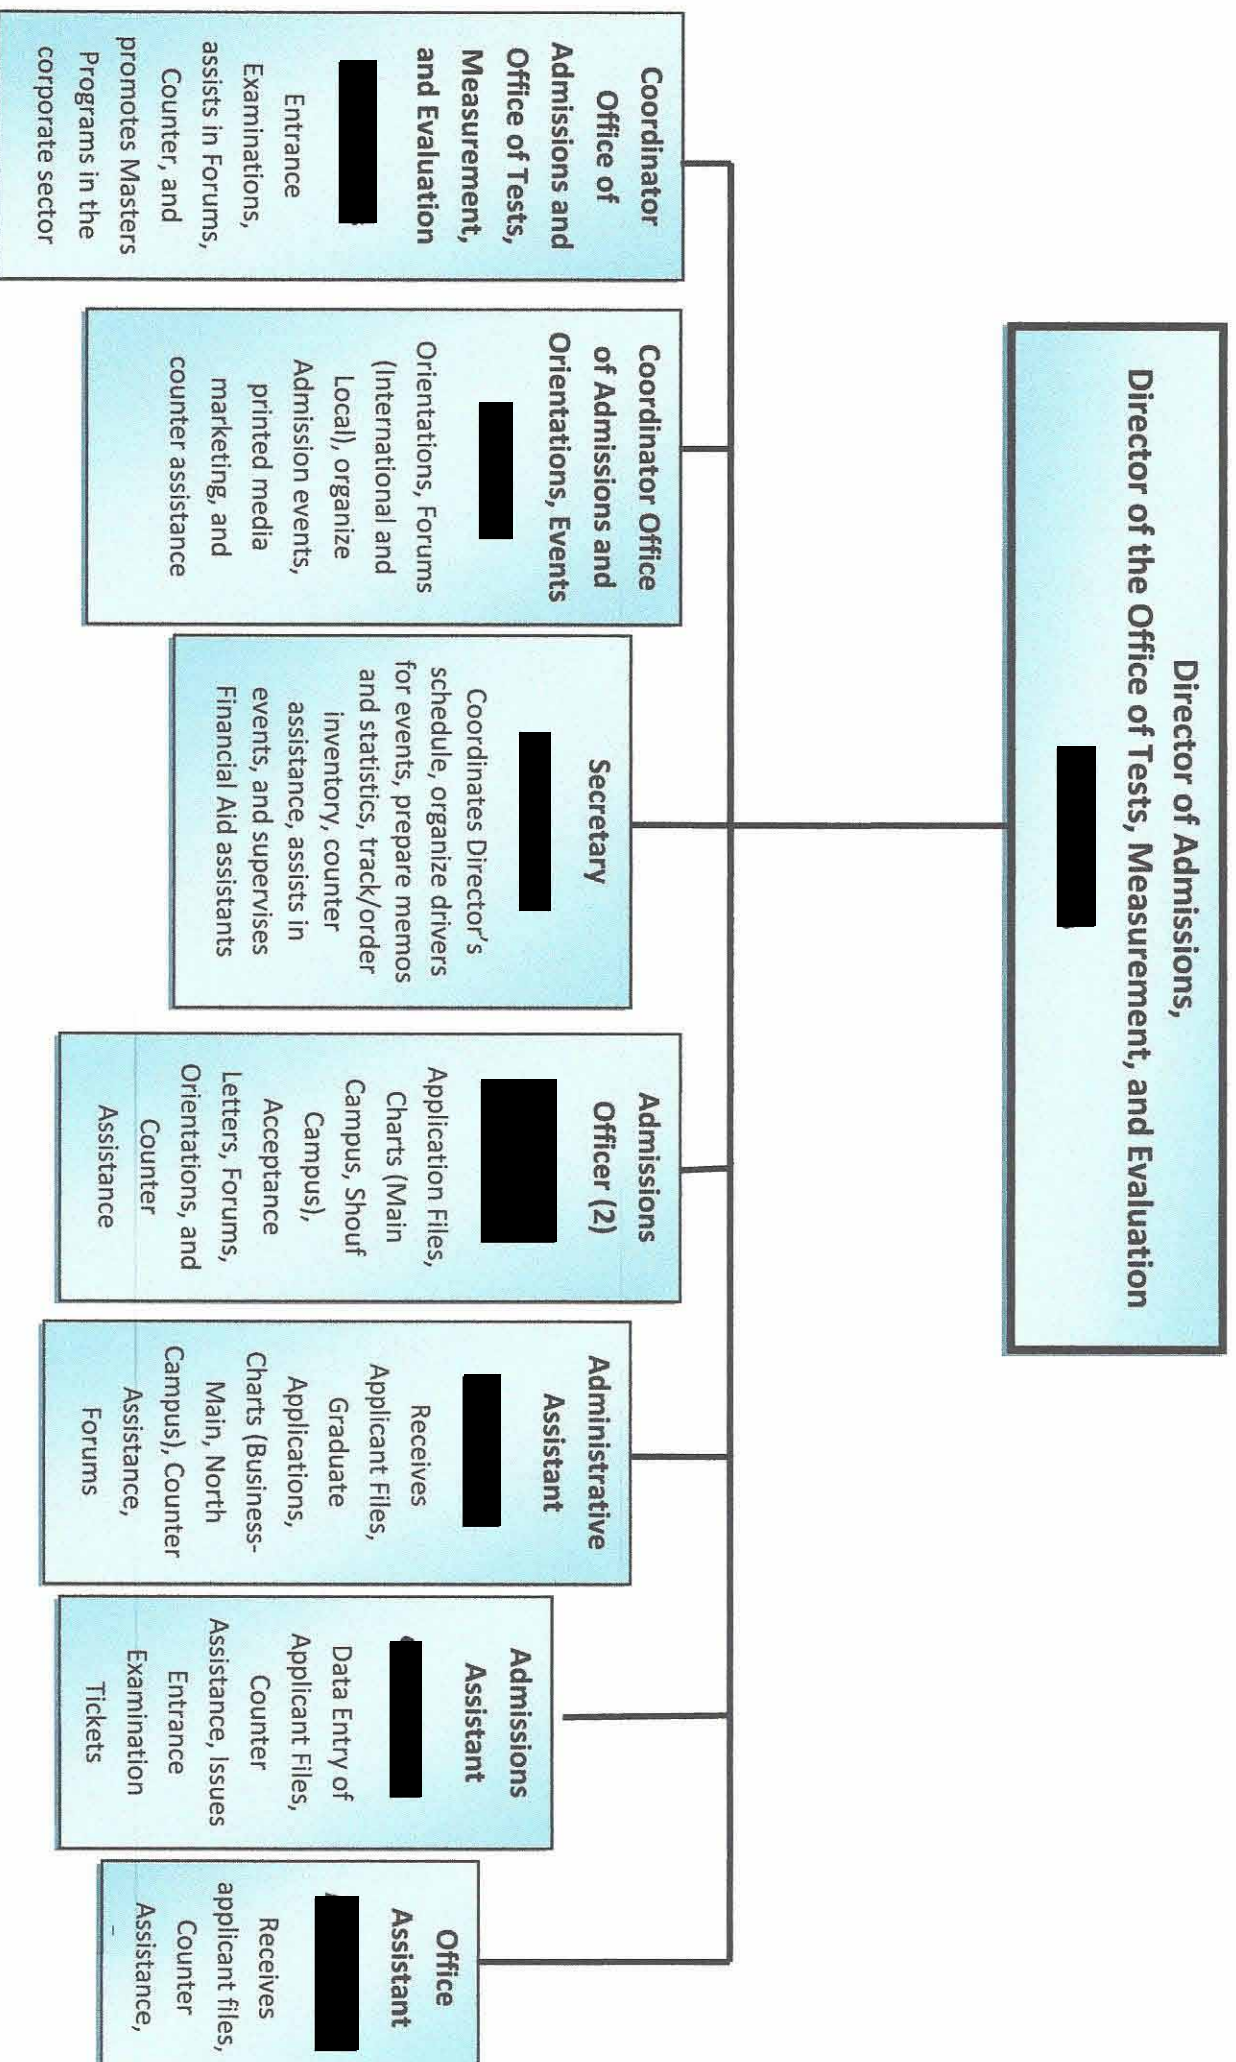 Director of Admissions,
Director of the Office of Tests, Measurement, and Evaluation
Coordinator
Office of
Admissions and
Office of Tests,
Measurement,
and Evaluation
Entrance
Examinations,
assists in Forums,
Counter, and
promotes Masters
Programs in the
corporate sector
Coordinator Office
of Admissions and
Orientations, Events
Orientations, Forums
(International and
Local), organize
Admission events,
printed media
marketing, and
counter assistance
Secretary
Coordinates Director's
schedule, organize drivers
for events, prepare memos
and statistics, track/order
inventory, counter
assistance, assists in
events, and supervises
Financial Aid assistants
Admissions
Officer (2)
Application Files,
Charts (Main
Campus, Shouf
Campus),
Acceptance
Letters, Forums,
Orientations, and
Counter
Assistance
Administrative
Assistant
Receives
Applicant Files,
Graduate
Applications,
Charts (Business-
Main, North
Campus), Counter
Assistance,
Forums
Admissions
Assistant
Data Entry of
Applicant Files,
Counter
Assistance, Issues
Entrance
Examination
Tickets
Office
Assistant
Receives
applicant files,
Counter
Assistance,